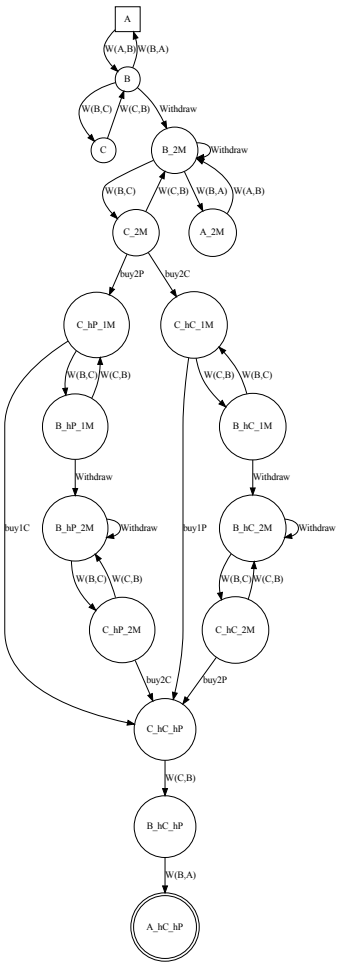 A
W(A,B)
W(B,A)
B
W(B,C)
W(C,B)
Withdraw
C
B_2M
Withdraw
W(B,C)
W(C,B)
W(B,A)
W(A,B)
C_2M
A_2M
buy2P
buy2C
C_hP_1M
C_hC_1M
W(B,C)
W(C,B)
W(C,B)
W(B,C)
B_hP_1M
B_hC_1M
Withdraw
Withdraw
buy1C
B_hP_2M
Withdraw
buy1P
B_hC_2M
Withdraw
W(B,C)
W(C,B)
W(B,C)
W(C,B)
C_hP_2M
C_hC_2M
buy2C
buy2P
C_hC_hP
W(C,B)
B_hC_hP
W(B,A)
A_hC_hP